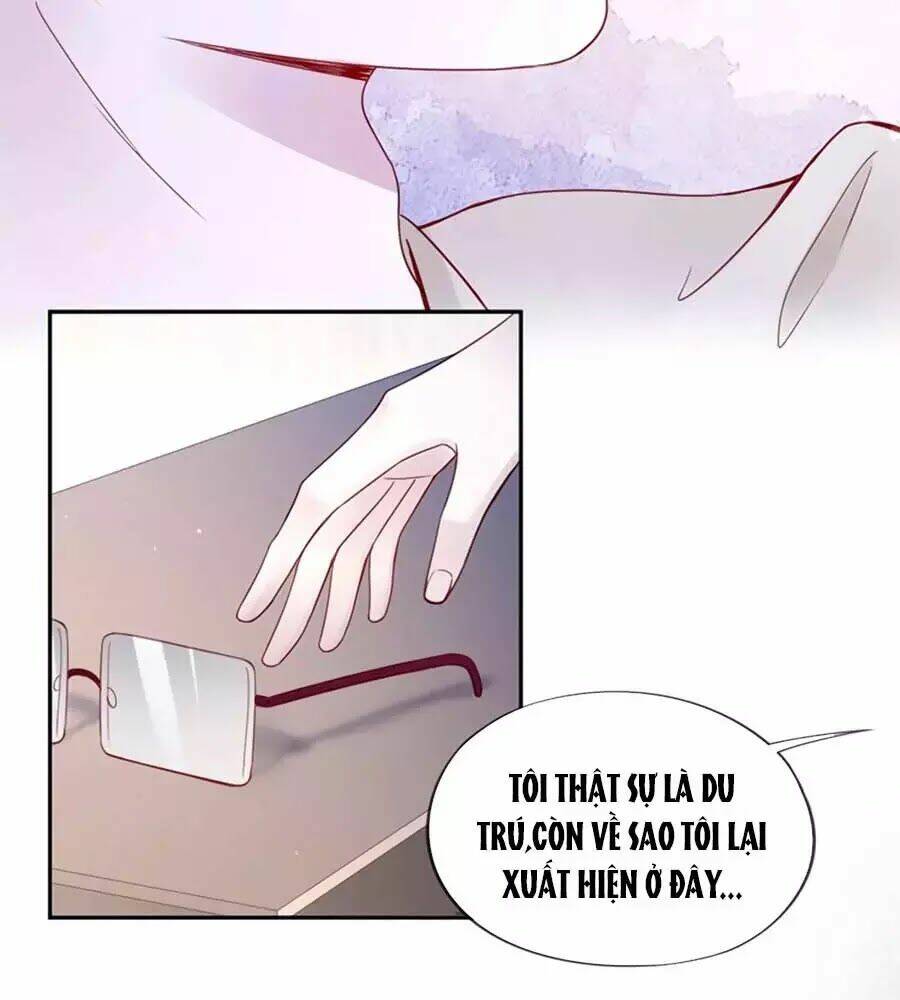 TÔI THẬT SỰ LÀ DU
TRÚ,CÒN VỀ SAO TÔI LẠI
XUẤT HIỆN Ở ĐÂY...